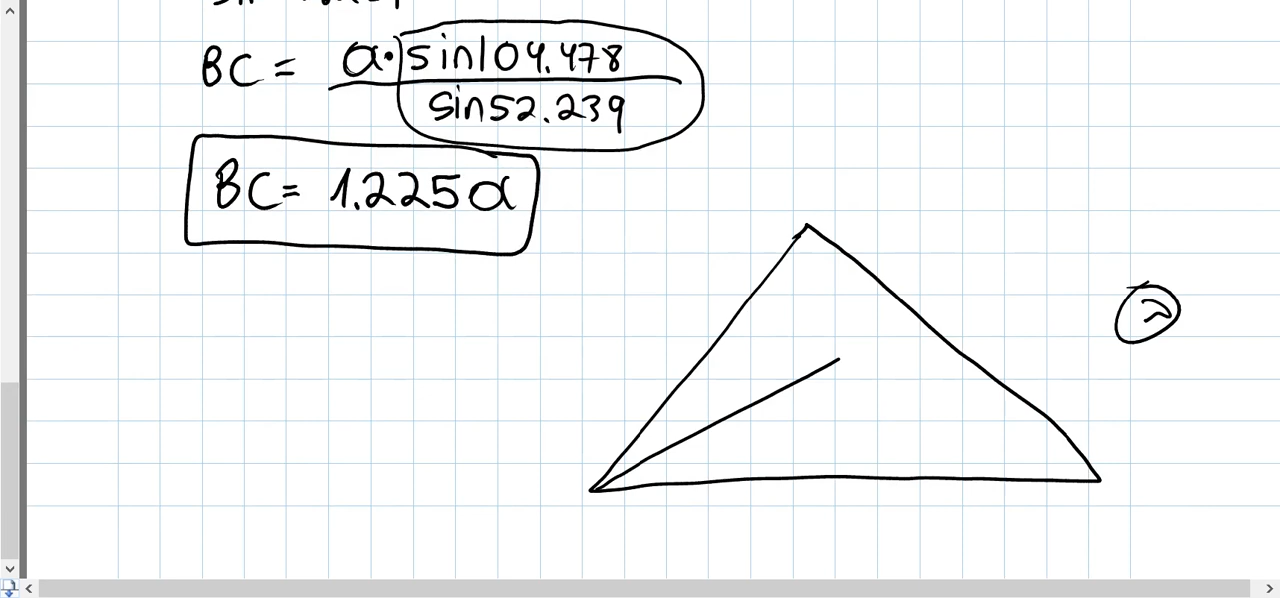 BC = a·sin104.478
sin52.239
BC = 1.225a
2